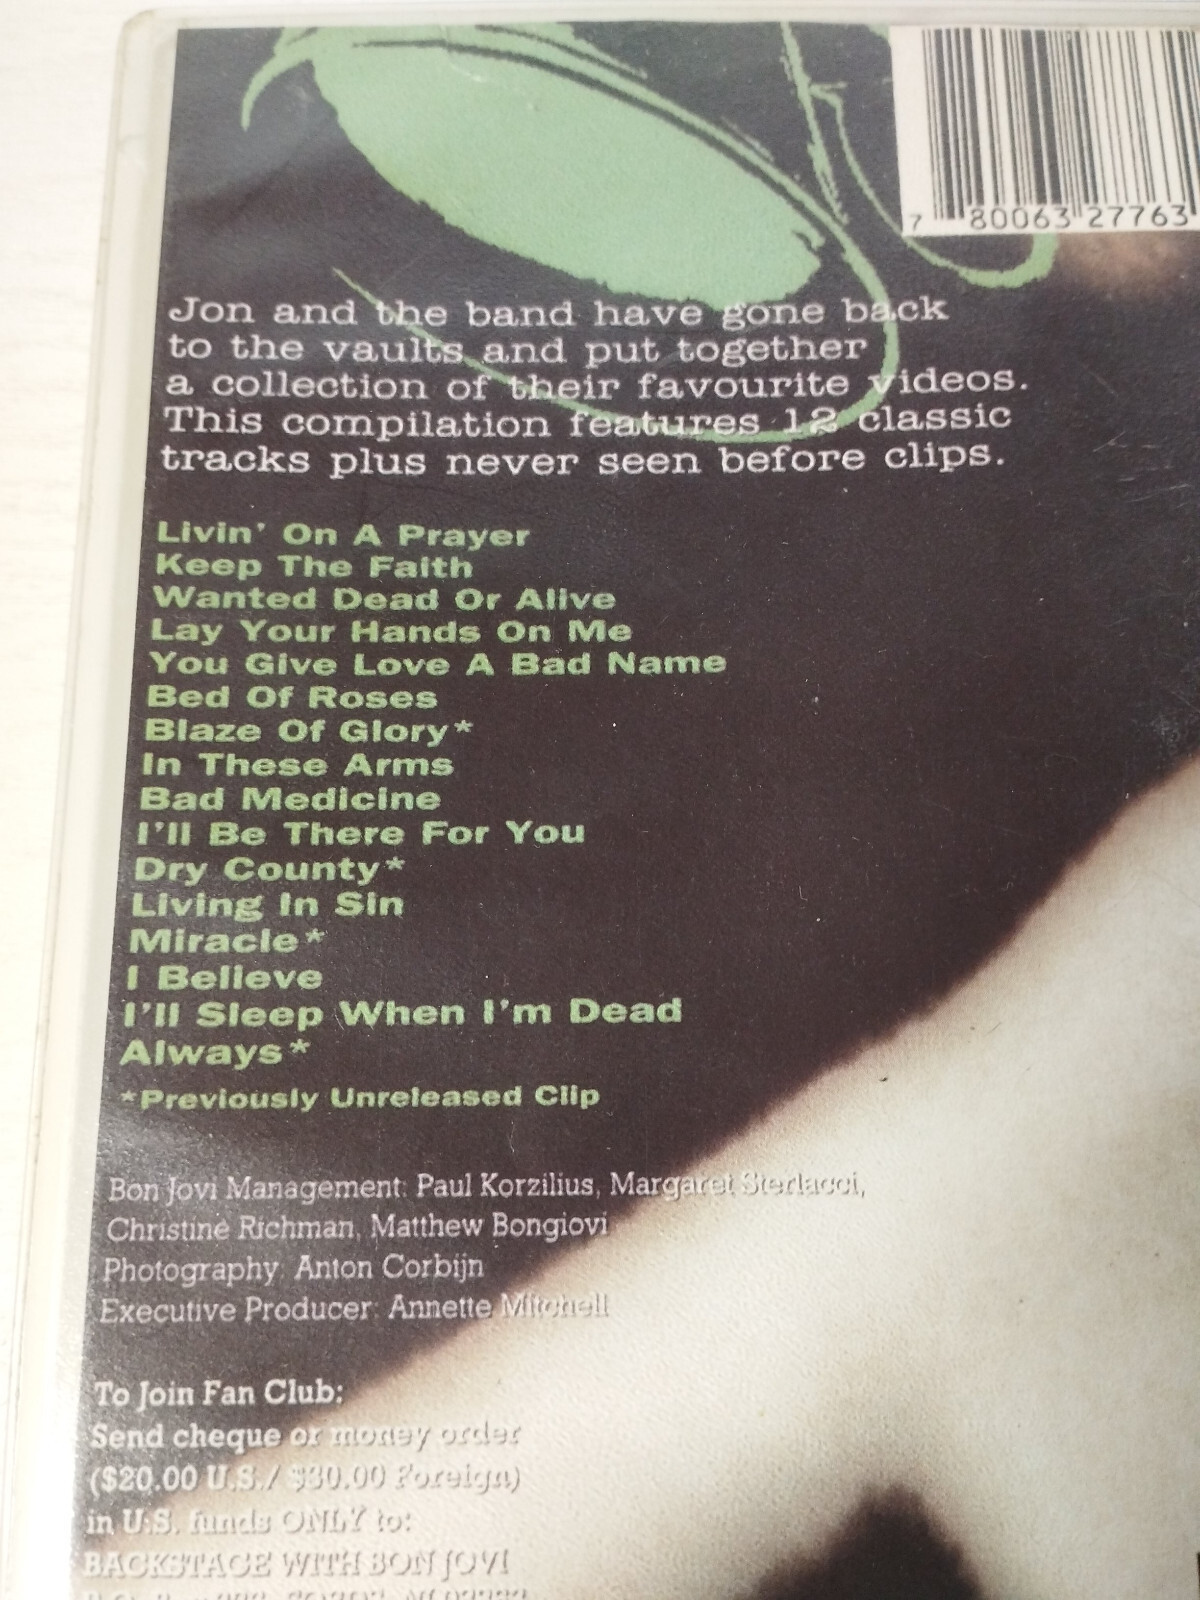 7 80063 27763
Jon and the band have gone back
to the vaults and put together
a collection of their favourite videos.
This compilation features 12 classic
tracks plus never seen before clips.
Livin' On A Prayer
Keep The Faith
Wanted Dead Or Alive
Lay Your Hands On Me
You Give Love A Bad Name
Bed Of Roses
Blaze Of Glory*
In These Arms
Bad Medicine
I'll Be There For You
Dry County*
Living In Sin
Miracle*
I Believe
I'll Sleep When I'm Dead
Always*
*Previously Unreleased Clip
Bon Jovi Management: Paul Korzilius, Margaret Sterlacci,
Christine Richman, Matthew Bongiovi
Photography: Anton Corbijn
Executive Producer: Annette Mitchell
To Join Fan Club:
Send cheque or money order
($20.00 U.S./ $30.00 Foreign)
in U.S. funds ONLY to:
BACKSTAGE WITH BON JOVI